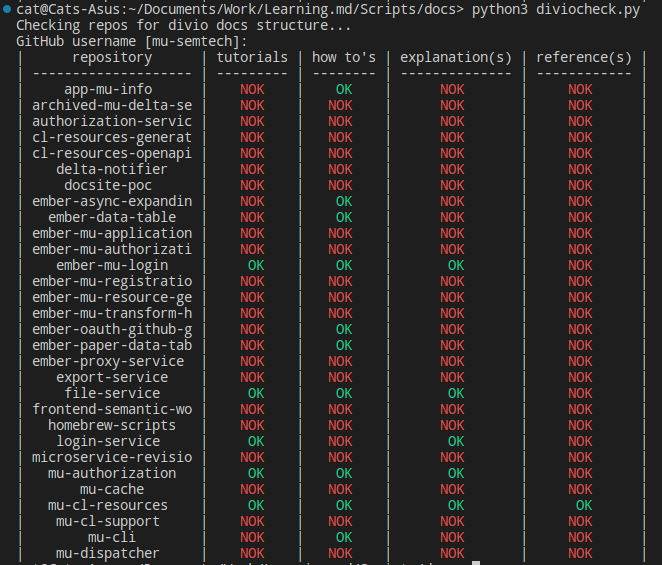 cat@Cats-Asus:~/Documents/Work/Learning.md/Scripts/docs> python3 diviocheck.py
Checking repos for divio docs structure...
GitHub username [mu-semtech]:
| repository | tutorials | how to's | explanation(s) | reference(s) |
| ------------------- | --------- | -------- | -------------- | ------------ |
| app-mu-info | NOK | OK | NOK | NOK |
| archived-mu-delta-se | NOK | NOK | NOK | NOK |
| authorization-servic | NOK | NOK | NOK | NOK |
| cl-resources-generat | NOK | NOK | NOK | NOK |
| cl-resources-openapi | NOK | NOK | NOK | NOK |
| delta-notifier | NOK | NOK | NOK | NOK |
| docsite-poc | NOK | NOK | NOK | NOK |
| ember-async-expandin | NOK | OK | NOK | NOK |
| ember-data-table | NOK | OK | NOK | NOK |
| ember-mu-application | NOK | NOK | NOK | NOK |
| ember-mu-authorizati | NOK | NOK | NOK | NOK |
| ember-mu-login | OK | OK | OK | NOK |
| ember-mu-registratio | NOK | NOK | NOK | NOK |
| ember-mu-resource-ge | NOK | NOK | NOK | NOK |
| ember-mu-transform-h | NOK | NOK | NOK | NOK |
| ember-oauth-github-g | NOK | OK | NOK | NOK |
| ember-paper-data-tab | NOK | OK | NOK | NOK |
| ember-proxy-service | NOK | NOK | NOK | NOK |
| export-service | NOK | NOK | NOK | NOK |
| file-service | OK | OK | OK | NOK |
| frontend-semantic-wo | NOK | NOK | NOK | NOK |
| homebrew-scripts | NOK | NOK | NOK | NOK |
| login-service | OK | NOK | OK | NOK |
| microservice-revisio | NOK | NOK | NOK | NOK |
| mu-authorization | OK | OK | OK | NOK |
| mu-cache | NOK | NOK | NOK | NOK |
| mu-cl-resources | OK | OK | OK | OK |
| mu-cl-support | NOK | NOK | NOK | NOK |
| mu-cli | NOK | OK | NOK | NOK |
| mu-dispatcher | NOK | NOK | NOK | NOK |